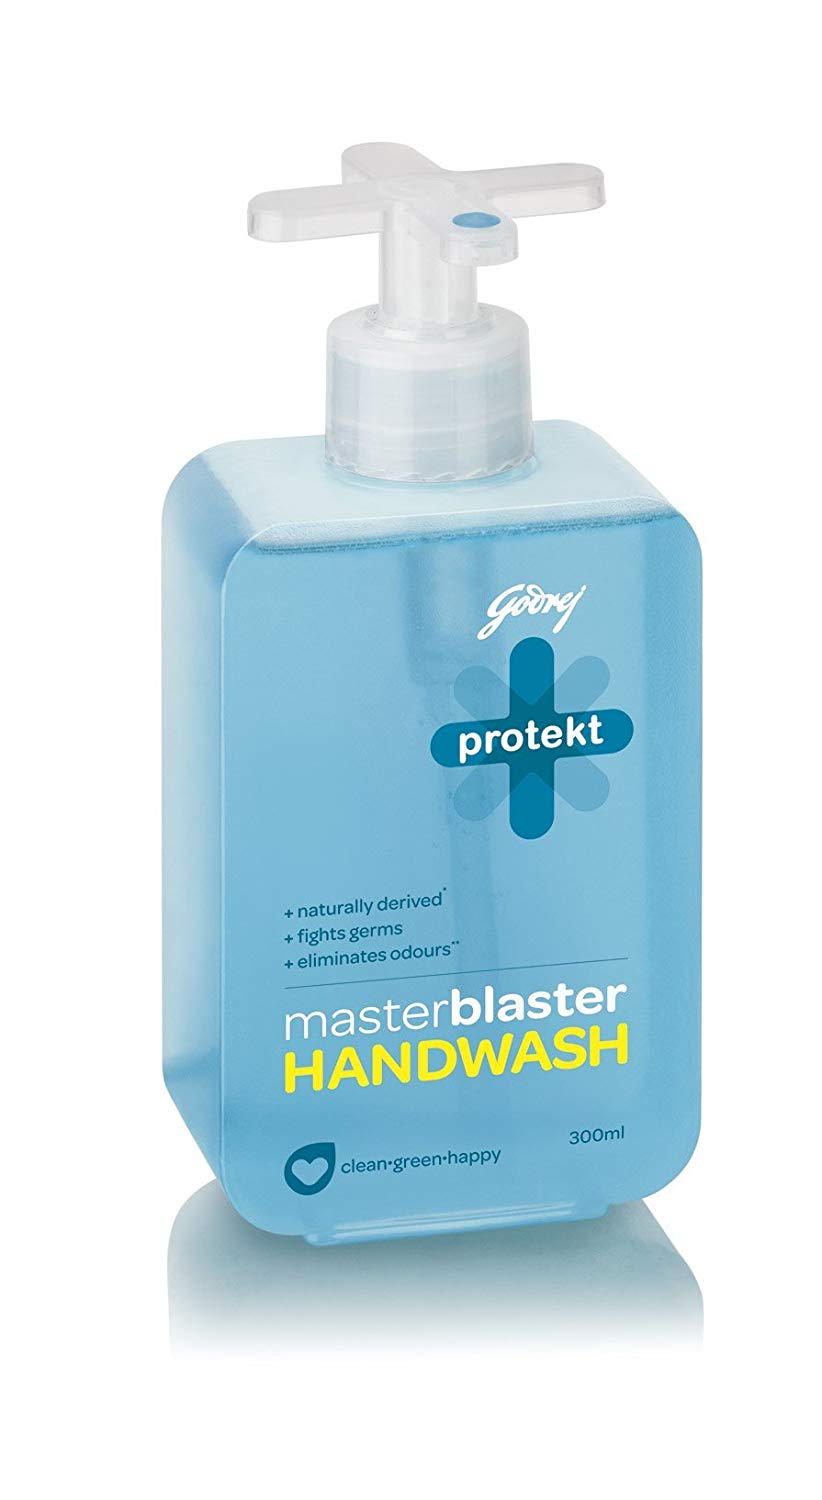 Godrej
protekt
+ naturally derived*
+ fights germs
+ eliminates odours**
masterblaster
HANDWASH
300ml
clean•green•happy